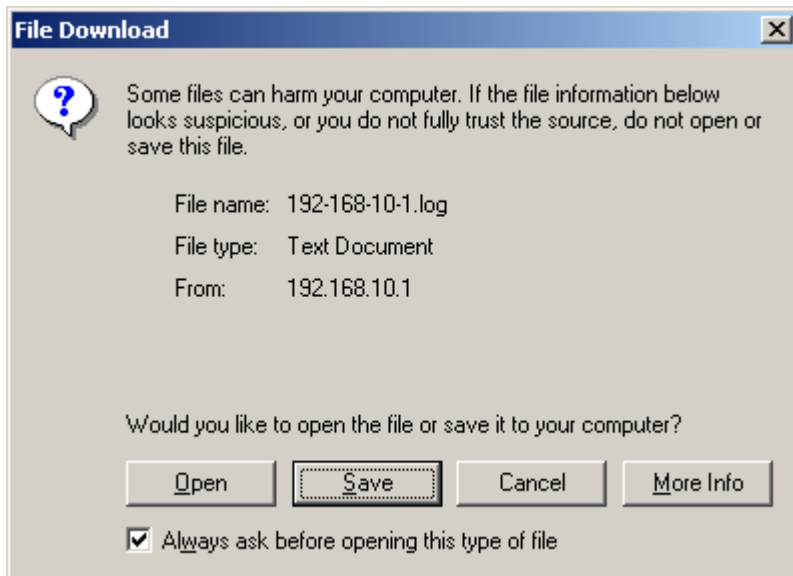 File Download
Some files can harm your computer. If the file information below
looks suspicious, or you do not fully trust the source, do not open or
save this file.
File name: 192-168-10-1.log
File type: Text Document
From: 192.168.10.1
Would you like to open the file or save it to your computer?
Open Save Cancel More Info
Always ask before opening this type of file